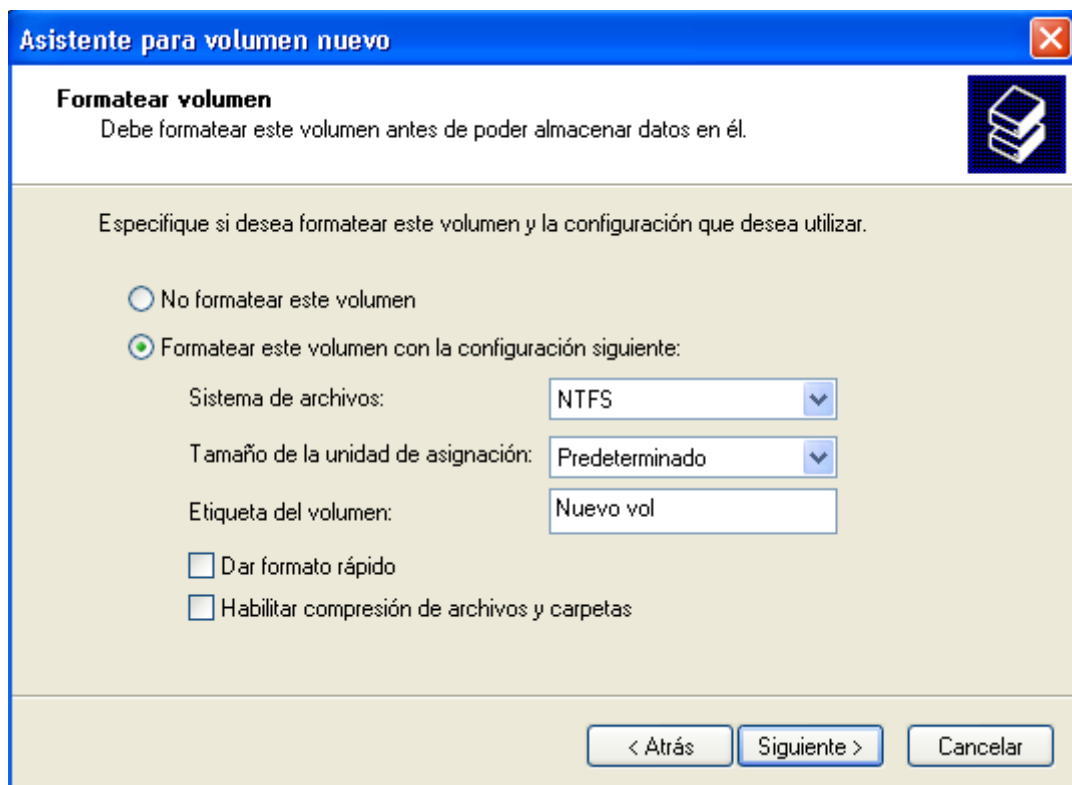 Asistente para volumen nuevo
Formatear volumen
Debe formatear este volumen antes de poder almacenar datos en él.
Especifique si desea formatear este volumen y la configuración que desea utilizar.
No formatear este volumen
Formatear este volumen con la configuración siguiente:
Sistema de archivos: NTFS
Tamaño de la unidad de asignación: Predeterminado
Etiqueta del volumen: Nuevo vol
Dar formato rápido
Habilitar compresión de archivos y carpetas
< Atrás Siguiente > Cancelar